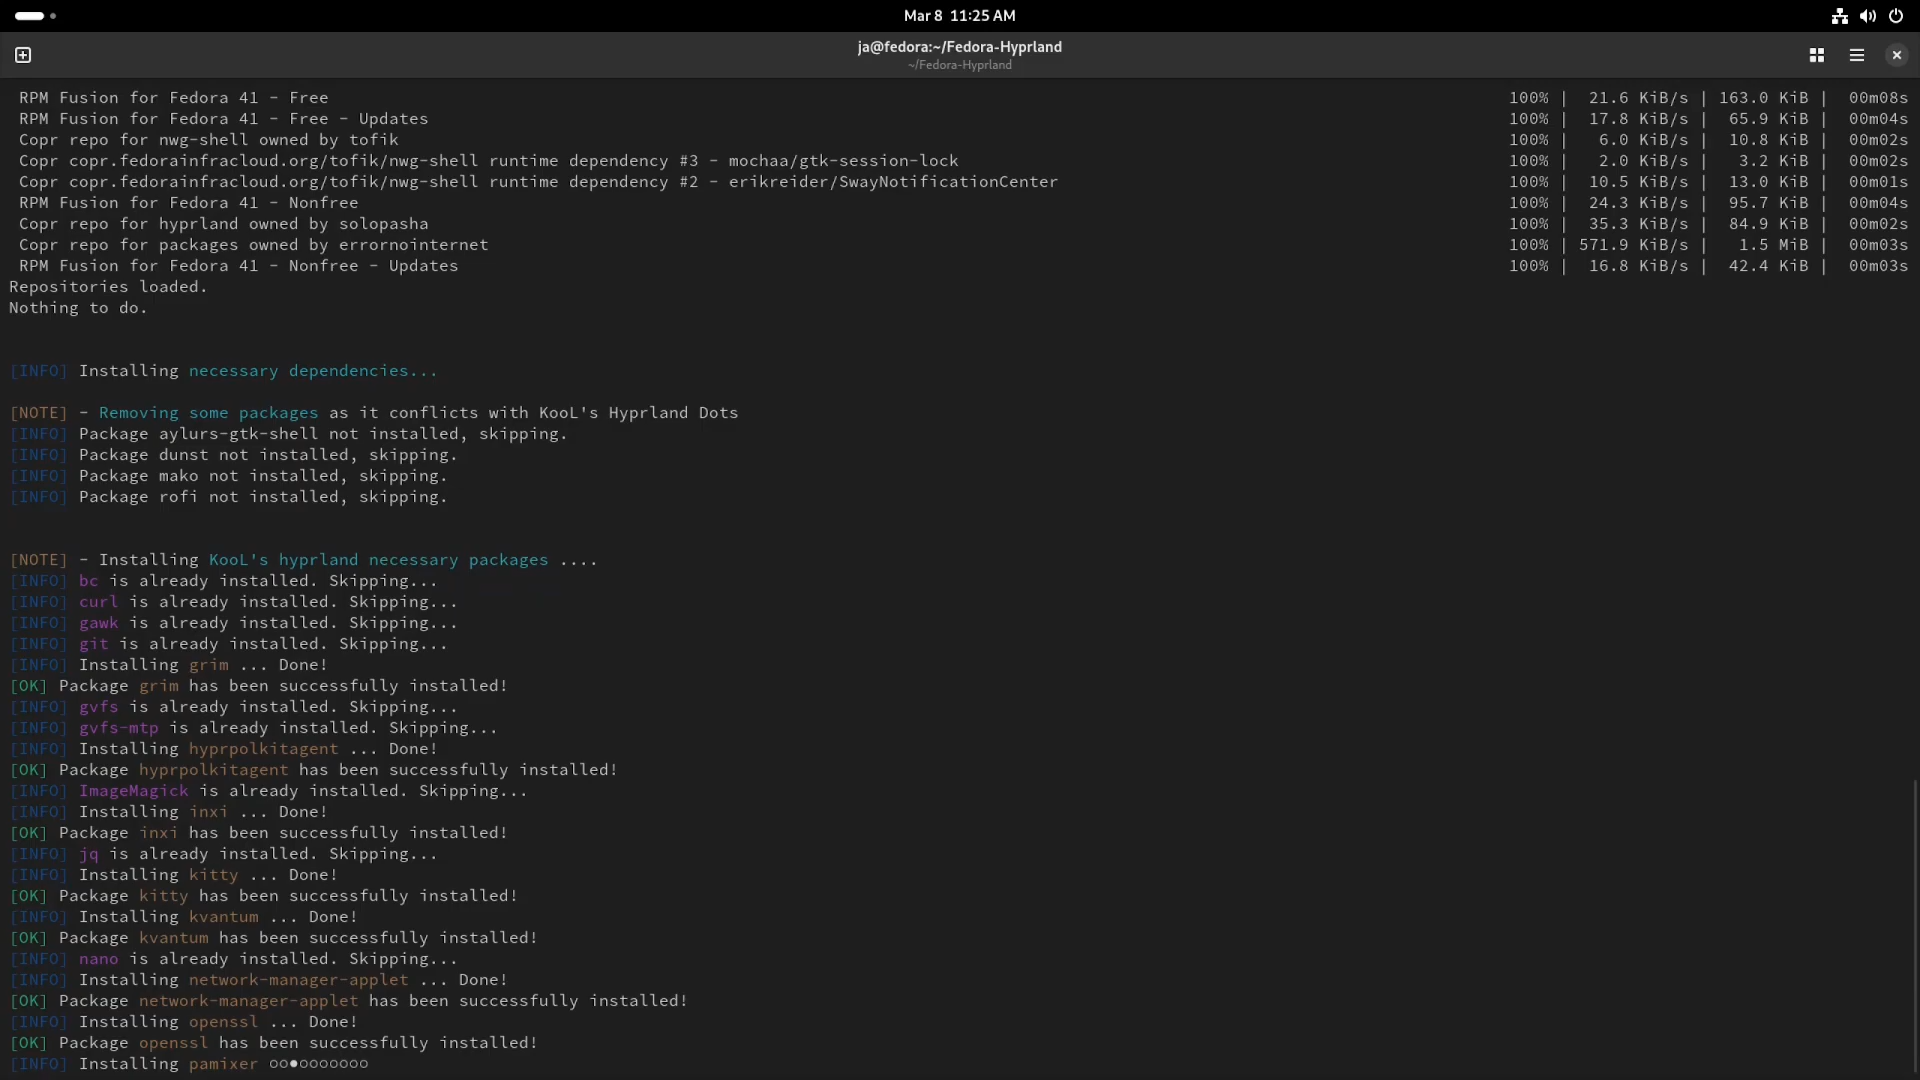 Mar 8 11:25 AM
ja@fedora:~/Fedora-Hyprland
~/Fedora-Hyprland
RPM Fusion for Fedora 41 - Free 100% | 21.6 KiB/s | 163.0 KiB | 00m08s
RPM Fusion for Fedora 41 - Free - Updates 100% | 17.8 KiB/s | 65.9 KiB | 00m04s
Copr repo for nwg-shell owned by tofik 100% | 6.0 KiB/s | 10.8 KiB | 00m02s
Copr copr.fedorainfracloud.org/tofik/nwg-shell runtime dependency #3 - mochaa/gtk-session-lock 100% | 2.0 KiB/s | 3.2 KiB | 00m02s
Copr copr.fedorainfracloud.org/tofik/nwg-shell runtime dependency #2 - erikreider/SwayNotificationCenter 100% | 10.5 KiB/s | 13.0 KiB | 00m01s
RPM Fusion for Fedora 41 - Nonfree 100% | 24.3 KiB/s | 95.7 KiB | 00m04s
Copr repo for hyprland owned by solopasha 100% | 35.3 KiB/s | 84.9 KiB | 00m02s
Copr repo for packages owned by errornointernet 100% | 571.9 KiB/s | 1.5 MiB | 00m03s
RPM Fusion for Fedora 41 - Nonfree - Updates 100% | 16.8 KiB/s | 42.4 KiB | 00m03s
Repositories loaded.
Nothing to do.
[INFO] Installing necessary dependencies...
[NOTE] - Removing some packages as it conflicts with KooL's Hyprland Dots
[INFO] Package aylurs-gtk-shell not installed, skipping.
[INFO] Package dunst not installed, skipping.
[INFO] Package mako not installed, skipping.
[INFO] Package rofi not installed, skipping.
[NOTE] - Installing KooL's hyprland necessary packages ....
[INFO] bc is already installed. Skipping...
[INFO] curl is already installed. Skipping...
[INFO] gawk is already installed. Skipping...
[INFO] git is already installed. Skipping...
[INFO] Installing grim ... Done!
[OK] Package grim has been successfully installed!
[INFO] gvfs is already installed. Skipping...
[INFO] gvfs-mtp is already installed. Skipping...
[INFO] Installing hyprpolkitagent ... Done!
[OK] Package hyprpolkitagent has been successfully installed!
[INFO] ImageMagick is already installed. Skipping...
[INFO] Installing inxi ... Done!
[OK] Package inxi has been successfully installed!
[INFO] jq is already installed. Skipping...
[INFO] Installing kitty ... Done!
[OK] Package kitty has been successfully installed!
[INFO] Installing kvantum ... Done!
[OK] Package kvantum has been successfully installed!
[INFO] nano is already installed. Skipping...
[INFO] Installing network-manager-applet ... Done!
[OK] Package network-manager-applet has been successfully installed!
[INFO] Installing openssl ... Done!
[OK] Package openssl has been successfully installed!
[INFO] Installing pamixer ○○●○○○○○○○